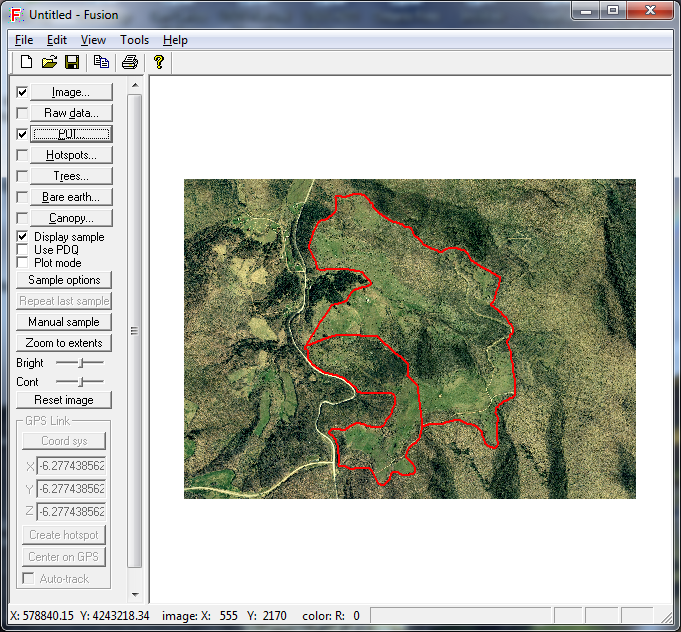 Untitled - Fusion
File Edit View Tools Help
Image...
Raw data...
POI...
Hotspots...
Trees...
Bare earth...
Canopy...
Display sample
Use PDQ
Plot mode
Sample options
Repeat last sample
Manual sample
Zoom to extents
Bright
Cont
Reset image
GPS Link
Coord sys
X -6.277438562
Y -6.277438562
Z -6.277438562
Create hotspot
Center on GPS
Auto-track
X: 578840.15 Y: 4243218.34 image: X: 555 Y: 2170 color: R: 0